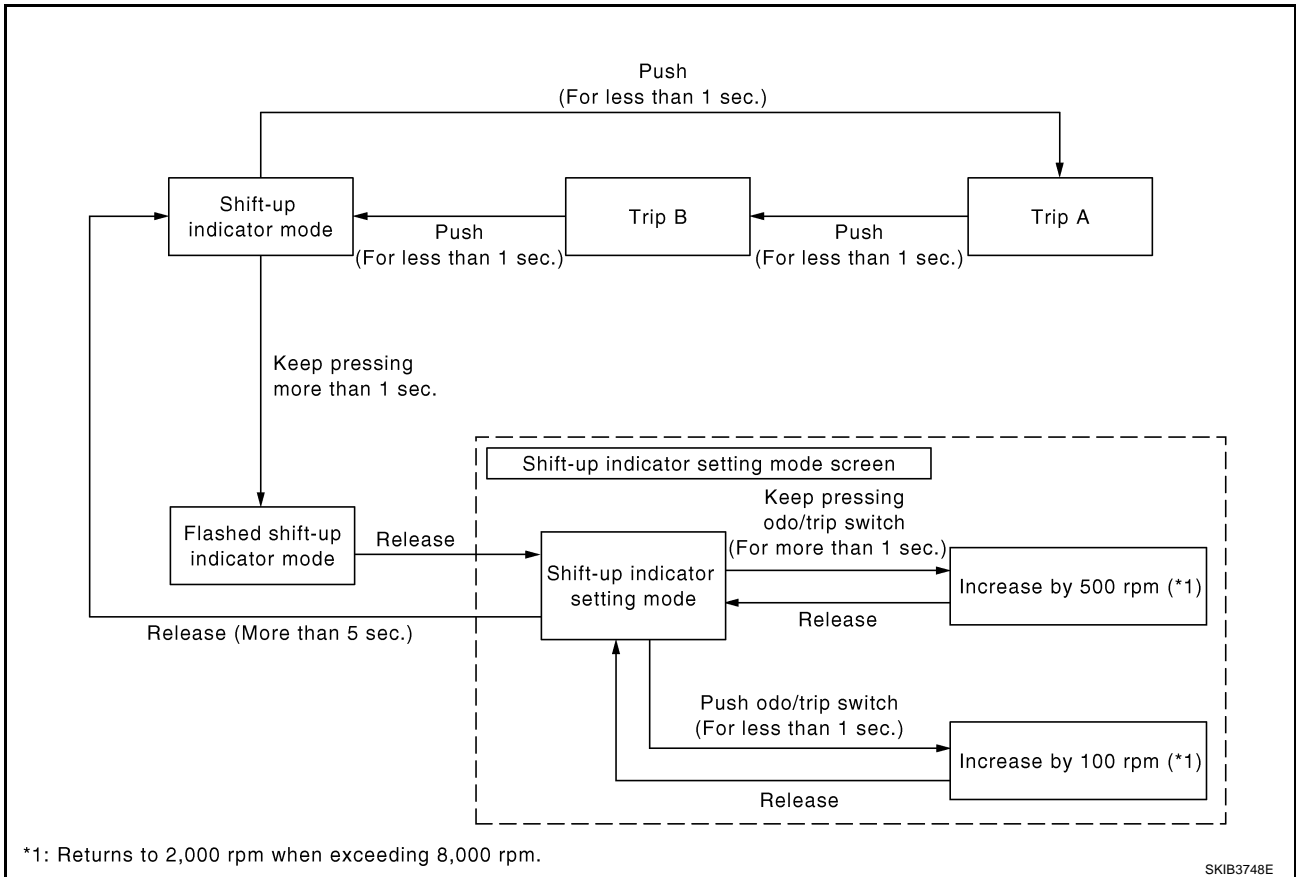 Push
(For less than 1 sec.)
Shift-up
indicator mode
Trip B
Trip A
Push
(For less than 1 sec.)
Push
(For less than 1 sec.)
Keep pressing
more than 1 sec.
Shift-up indicator setting mode screen
Keep pressing
odo/trip switch
(For more than 1 sec.)
Flashed shift-up
indicator mode
Release
Shift-up indicator
setting mode
Increase by 500 rpm (*1)
Release
Release (More than 5 sec.)
Push odo/trip switch
(For less than 1 sec.)
Increase by 100 rpm (*1)
Release
*1: Returns to 2,000 rpm when exceeding 8,000 rpm.
SKIB3748E